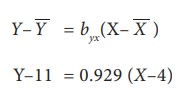 Y–Y̅ = b_yx(X– X̅ )
Y–11 = 0.929 (X–4)